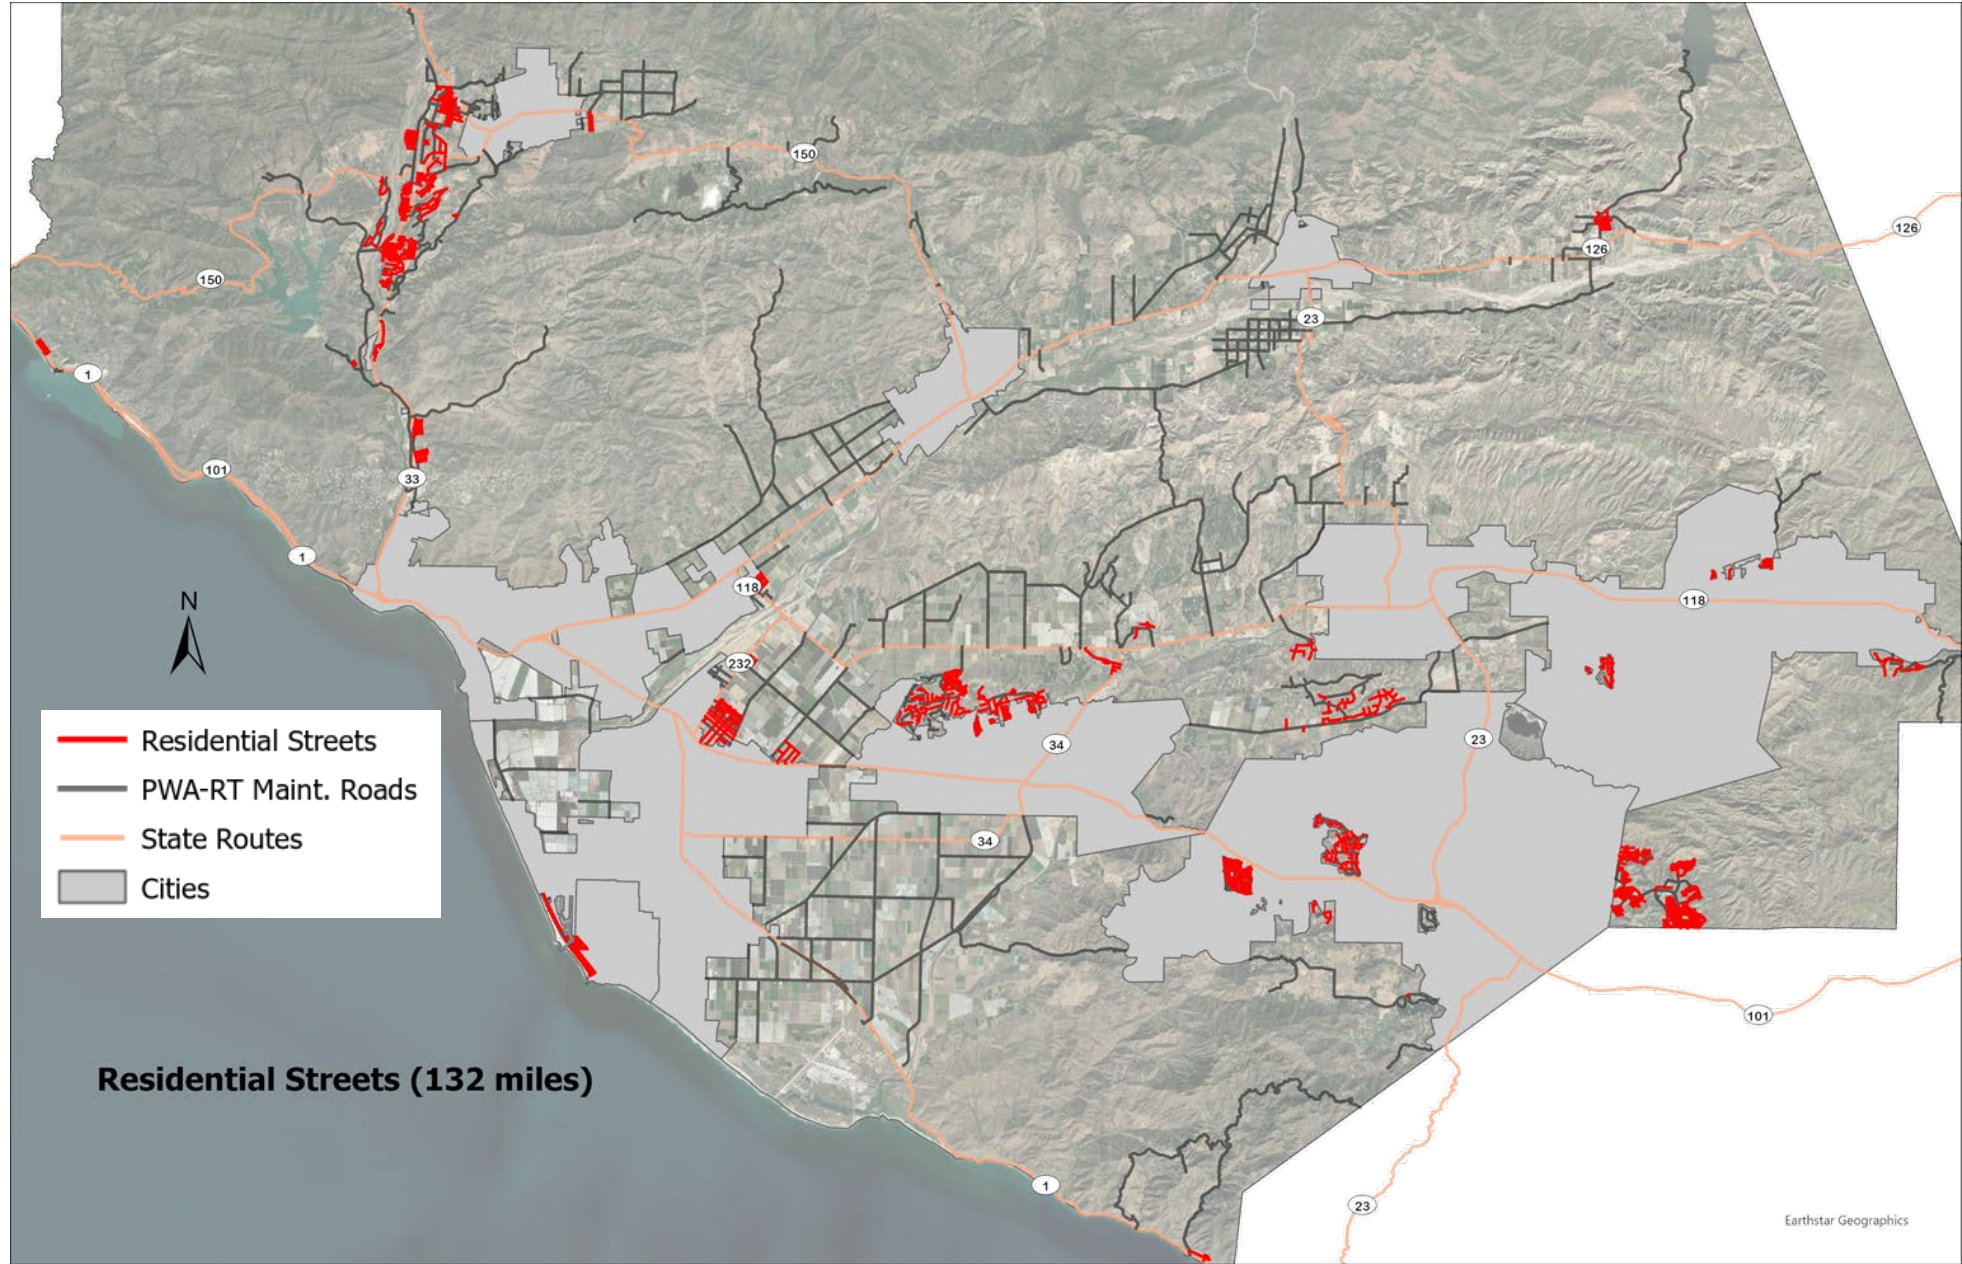 150
126
126
150
23
1
101
33
1
118
118
N
232
34
23
Residential Streets
PWA-RT Maint. Roads
State Routes
34
Cities
101
Residential Streets (132 miles)
1
23
Earthstar Geographics